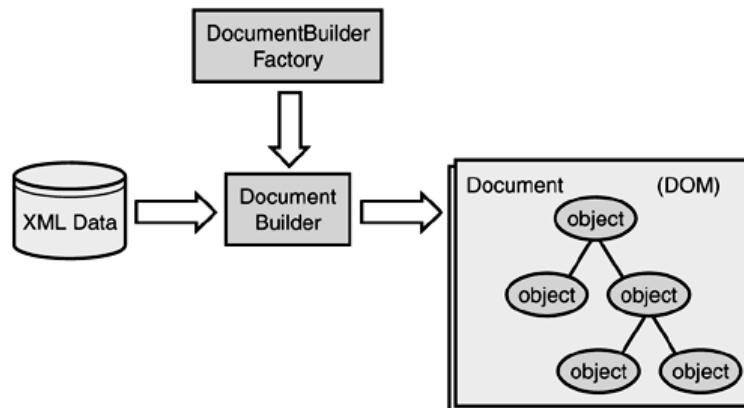 DocumentBuilder
Factory
XML Data
Document
Builder
Document (DOM)
object
object
object
object
object